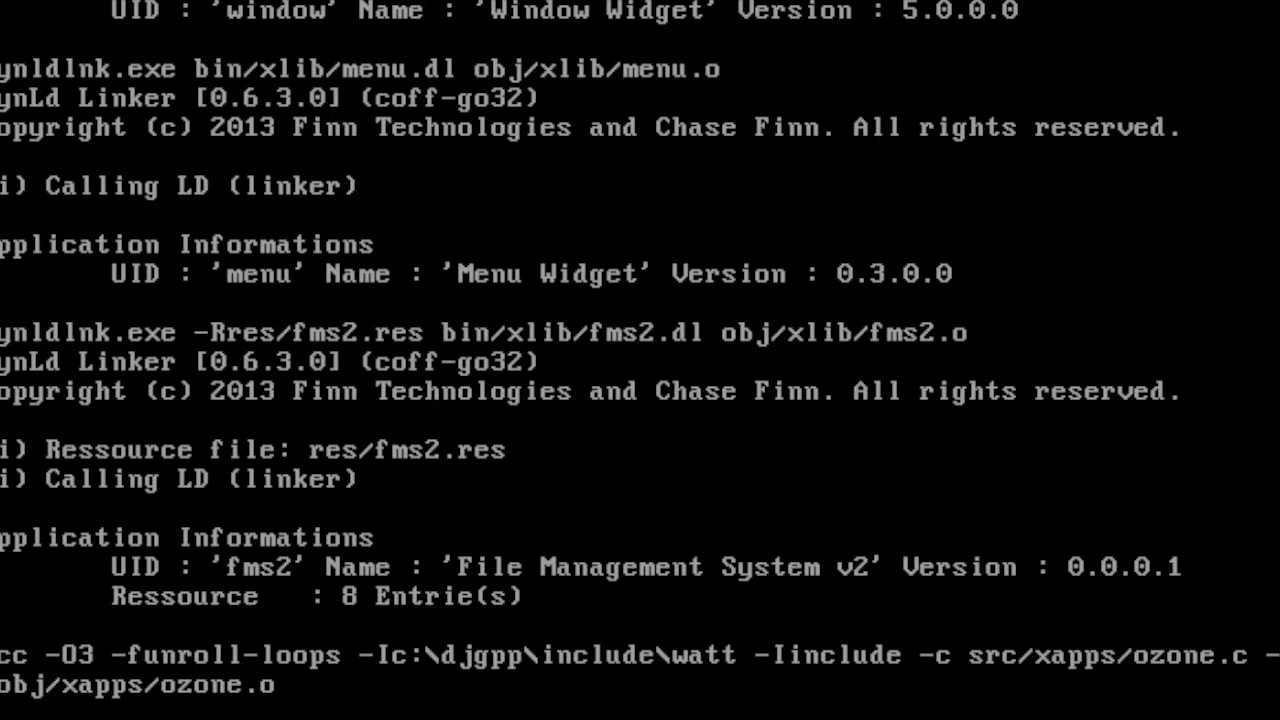 UID : 'window' Name : 'Window Widget' Version : 5.0.0.0
ynldlnk.exe bin/xlib/menu.dl obj/xlib/menu.o
ynLd Linker [0.6.3.0] (coff-go32)
opyright (c) 2013 Finn Technologies and Chase Finn. All rights reserved.
i) Calling LD (linker)
pplication Informations
UID : 'menu' Name : 'Menu Widget' Version : 0.3.0.0
ynldlnk.exe -Rres/fms2.res bin/xlib/fms2.dl obj/xlib/fms2.o
ynLd Linker [0.6.3.0] (coff-go32)
opyright (c) 2013 Finn Technologies and Chase Finn. All rights reserved.
i) Ressource file: res/fms2.res
i) Calling LD (linker)
pplication Informations
UID : 'fms2' Name : 'File Management System v2' Version : 0.0.0.1
Ressource : 8 Entrie(s)
cc -O3 -funroll-loops -Ic:\djgpp\include\watt -Iinclude -c src/xapps/ozone.c -
obj/xapps/ozone.o